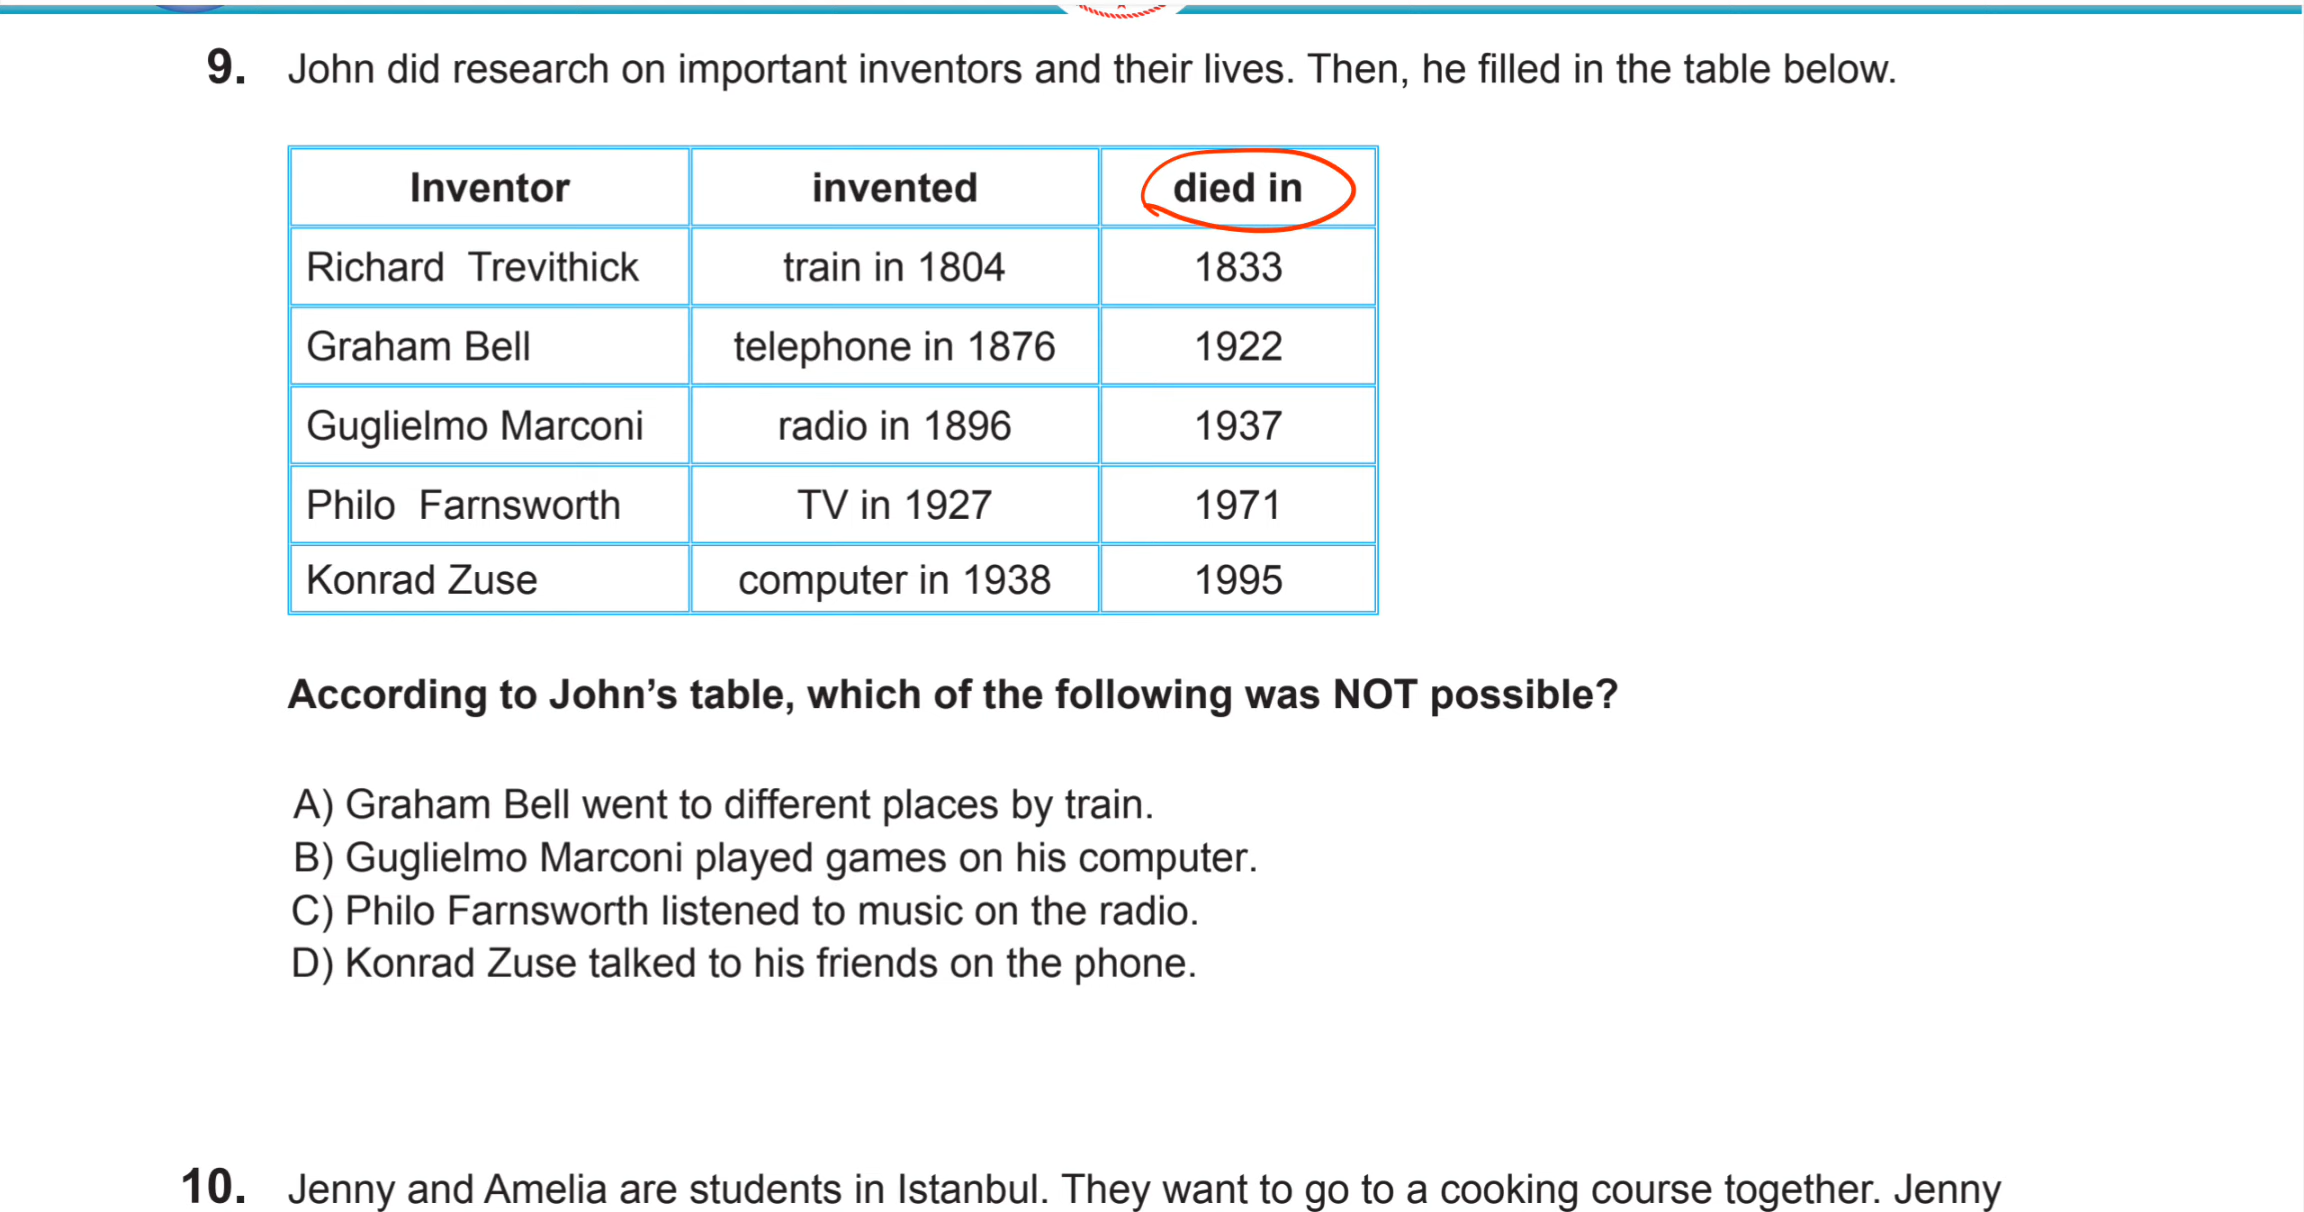 9. John did research on important inventors and their lives. Then, he filled in the table below.
Inventor invented died in
Richard Trevithick train in 1804 1833
Graham Bell telephone in 1876 1922
Guglielmo Marconi radio in 1896 1937
Philo Farnsworth TV in 1927 1971
Konrad Zuse computer in 1938 1995
According to John’s table, which of the following was NOT possible?
A) Graham Bell went to different places by train.
B) Guglielmo Marconi played games on his computer.
C) Philo Farnsworth listened to music on the radio.
D) Konrad Zuse talked to his friends on the phone.
10. Jenny and Amelia are students in Istanbul. They want to go to a cooking course together. Jenny